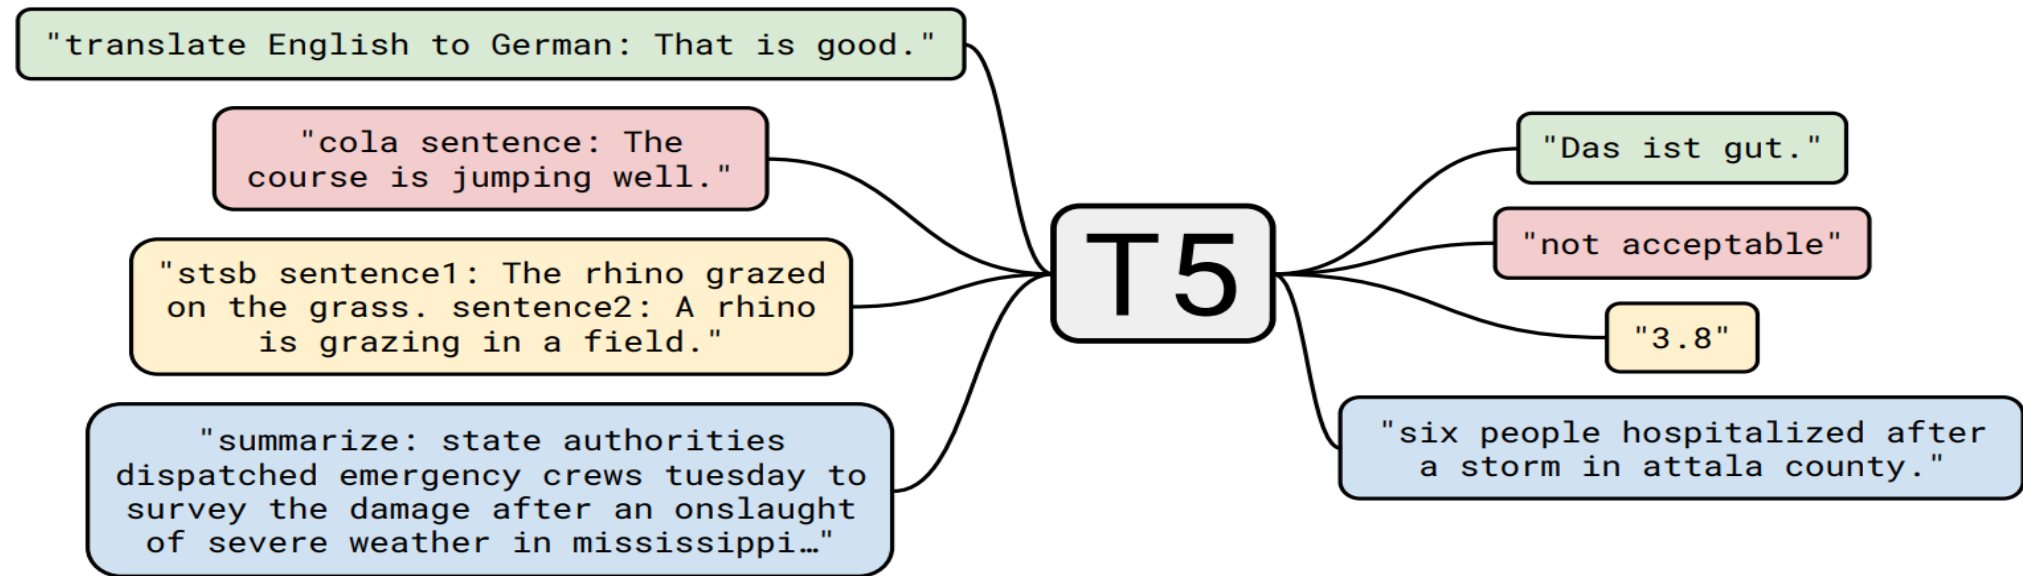 "translate English to German: That is good."
"cola sentence: The
course is jumping well."
"stsb sentence1: The rhino grazed
on the grass. sentence2: A rhino
is grazing in a field."
"summarize: state authorities
dispatched emergency crews tuesday to
survey the damage after an onslaught
of severe weather in mississippi…"
T5
"Das ist gut."
"not acceptable"
"3.8"
"six people hospitalized after
a storm in attala county."